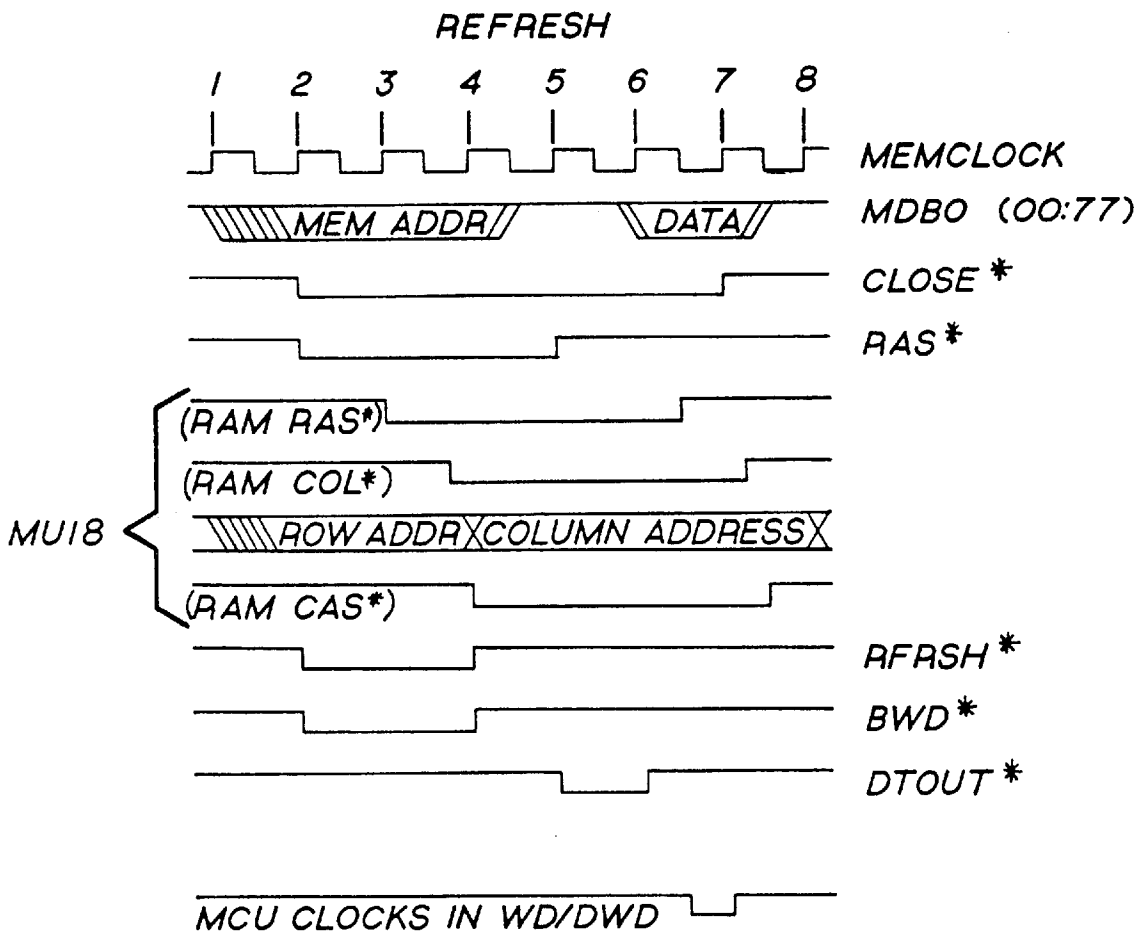 REFRESH
1 2 3 4 5 6 7 8
MEMCLOCK
MEM ADDR DATA MDBO (00:77)
CLOSE*
RAS*
(RAM RAS*)
(RAM COL*)
MU18 ROW ADDR COLUMN ADDRESS
(RAM CAS*)
RFRSH*
BWD*
DTOUT*
MCU CLOCKS IN WD/DWD